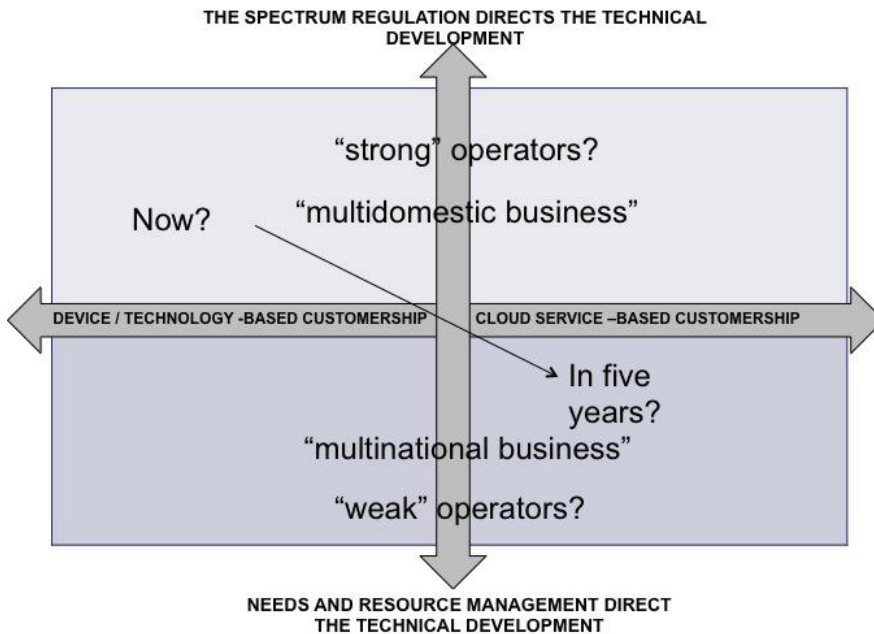 THE SPECTRUM REGULATION DIRECTS THE TECHNICAL
DEVELOPMENT
“strong” operators?
“multidomestic business”
Now?
DEVICE / TECHNOLOGY -BASED CUSTOMERSHIP
CLOUD SERVICE –BASED CUSTOMERSHIP
In five
years?
“multinational business”
“weak” operators?
NEEDS AND RESOURCE MANAGEMENT DIRECT
THE TECHNICAL DEVELOPMENT